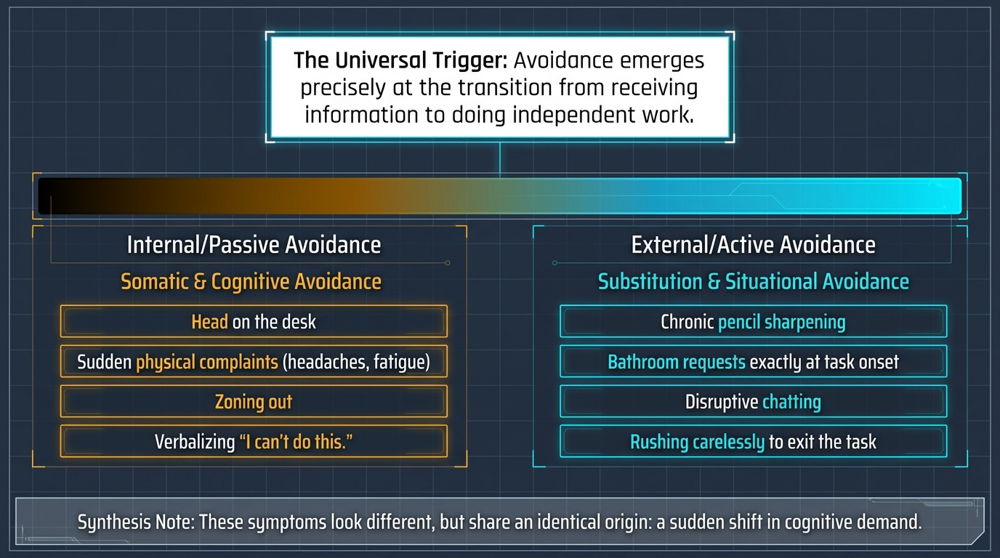 The Universal Trigger: Avoidance emerges
precisely at the transition from receiving
information to doing independent work.
Internal/Passive Avoidance
Somatic & Cognitive Avoidance
Head on the desk
Sudden physical complaints (headaches, fatigue)
Zoning out
Verbalizing “I can’t do this.”
External/Active Avoidance
Substitution & Situational Avoidance
Chronic pencil sharpening
Bathroom requests exactly at task onset
Disruptive chatting
Rushing carelessly to exit the task
Synthesis Note: These symptoms look different, but share an identical origin: a sudden shift in cognitive demand.